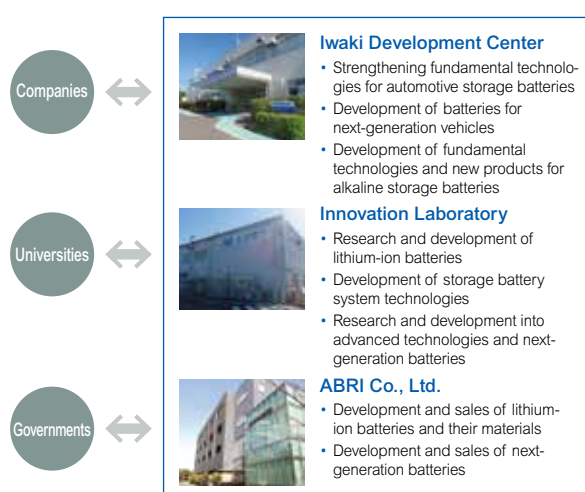 Companies
Iwaki Development Center
• Strengthening fundamental technolo-
gies for automotive storage batteries
• Development of batteries for
next-generation vehicles
• Development of fundamental
technologies and new products for
alkaline storage batteries
Universities
Innovation Laboratory
• Research and development of
lithium-ion batteries
• Development of storage battery
system technologies
• Research and development into
advanced technologies and next-
generation batteries
Governments
ABRI Co., Ltd.
• Development and sales of lithium-
ion batteries and their materials
• Development and sales of next-
generation batteries